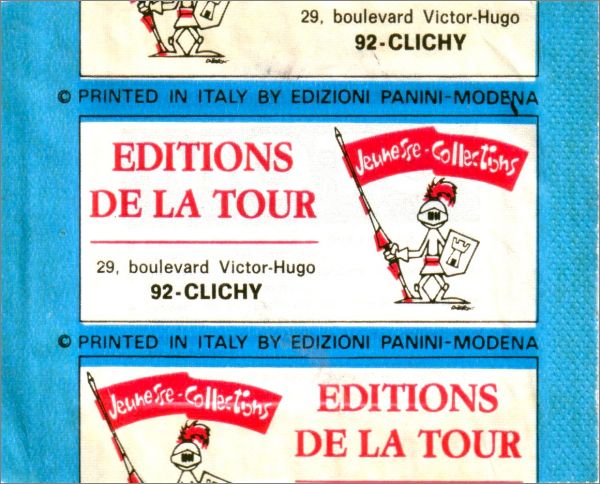 29, boulevard Victor-Hugo
92-CLICHY
© PRINTED IN ITALY BY EDIZIONI PANINI-MODENA
EDITIONS
DE LA TOUR
29, boulevard Victor-Hugo
92-CLICHY
Jeunesse-Collections
© PRINTED IN ITALY BY EDIZIONI PANINI-MODENA
Jeunesse-Collections
EDITIONS
DE LA TOUR